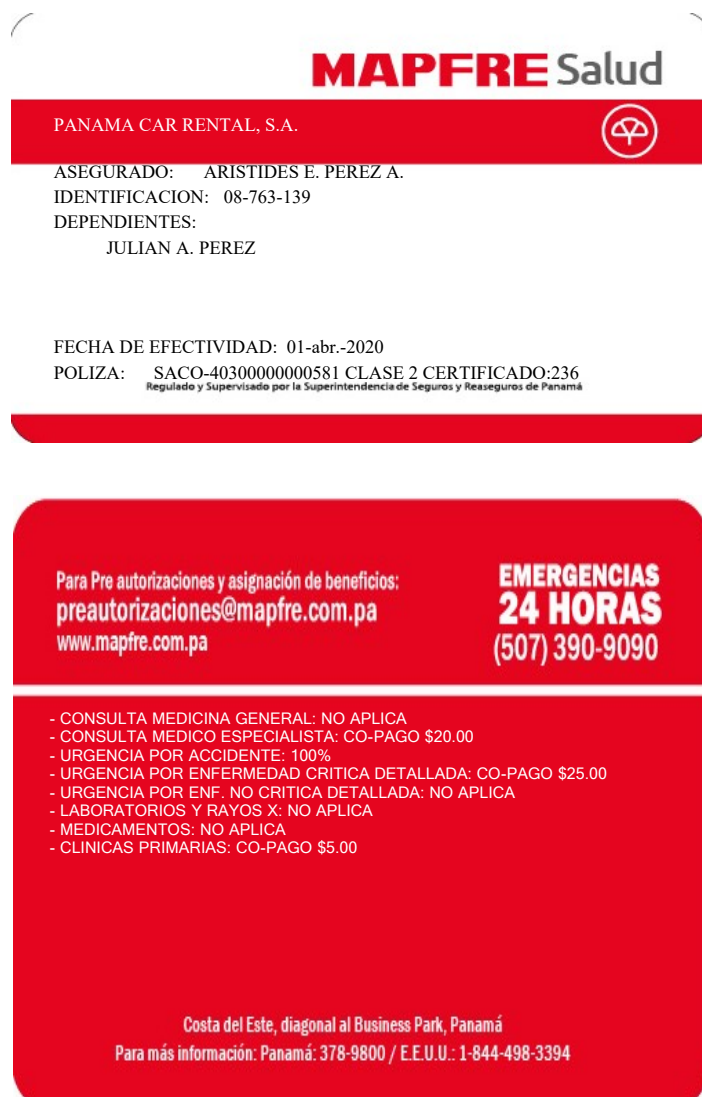 MAPFRE Salud
PANAMA CAR RENTAL, S.A.
ASEGURADO: ARISTIDES E. PEREZ A.
IDENTIFICACION: 08-763-139
DEPENDIENTES:
JULIAN A. PEREZ
FECHA DE EFECTIVIDAD: 01-abr.-2020
POLIZA: SACO-40300000000581 CLASE 2 CERTIFICADO:236
Regulado y Supervisado por la Superintendencia de Seguros y Reaseguros de Panamá
Para Pre autorizaciones y asignación de beneficios:
preautorizaciones@mapfre.com.pa
www.mapfre.com.pa
EMERGENCIAS
24 HORAS
(507) 390-9090
- CONSULTA MEDICINA GENERAL: NO APLICA
- CONSULTA MEDICO ESPECIALISTA: CO-PAGO $20.00
- URGENCIA POR ACCIDENTE: 100%
- URGENCIA POR ENFERMEDAD CRITICA DETALLADA: CO-PAGO $25.00
- URGENCIA POR ENF. NO CRITICA DETALLADA: NO APLICA
- LABORATORIOS Y RAYOS X: NO APLICA
- MEDICAMENTOS: NO APLICA
- CLINICAS PRIMARIAS: CO-PAGO $5.00
Costa del Este, diagonal al Business Park, Panamá
Para más información: Panamá: 378-9800 / E.E.U.U.: 1-844-498-3394